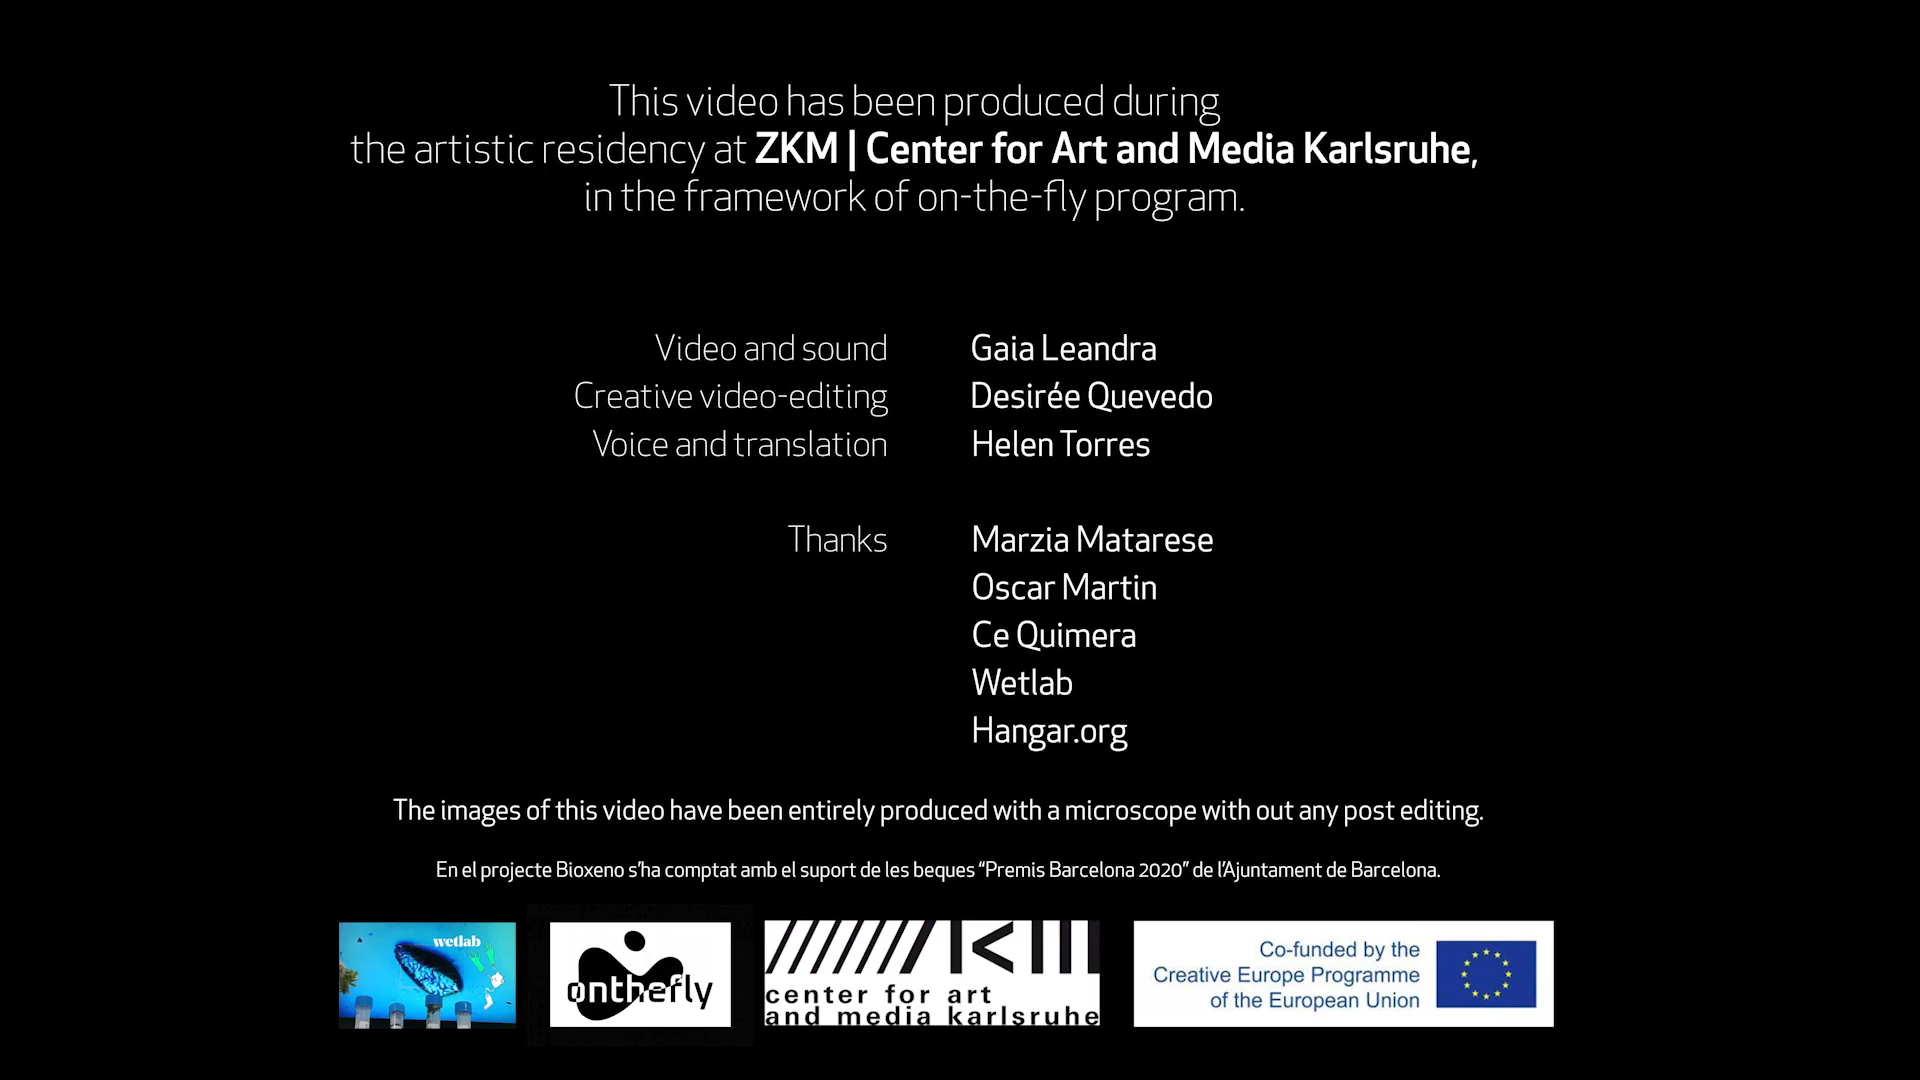 This video has been produced during
the artistic residency at ZKM | Center for Art and Media Karlsruhe,
in the framework of on-the-fly program.
Video and sound Gaia Leandra
Creative video-editing Desirée Quevedo
Voice and translation Helen Torres
Thanks Marzia Matarese
Oscar Martin
Ce Quimera
Wetlab
Hangar.org
The images of this video have been entirely produced with a microscope with out any post editing.
En el projecte Bioxeno s'ha comptat amb el suport de les beques “Premis Barcelona 2020” de l'Ajuntament de Barcelona.
wetlab
onthefly
zkm
center for art
and media karlsruhe
Co-funded by the
Creative Europe Programme
of the European Union